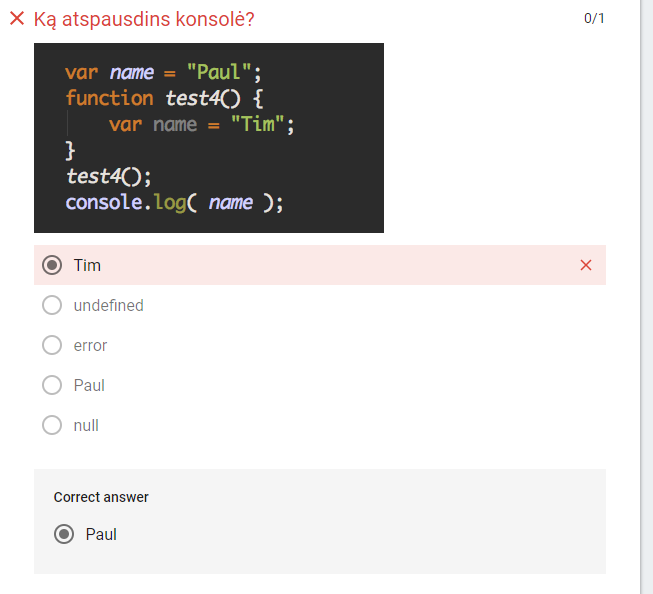 Ką atspausdins konsolė?
0/1
var name = "Paul";
function test4() {
    var name = "Tim";
}
test4();
console.log( name );
Tim
undefined
error
Paul
null
Correct answer
Paul